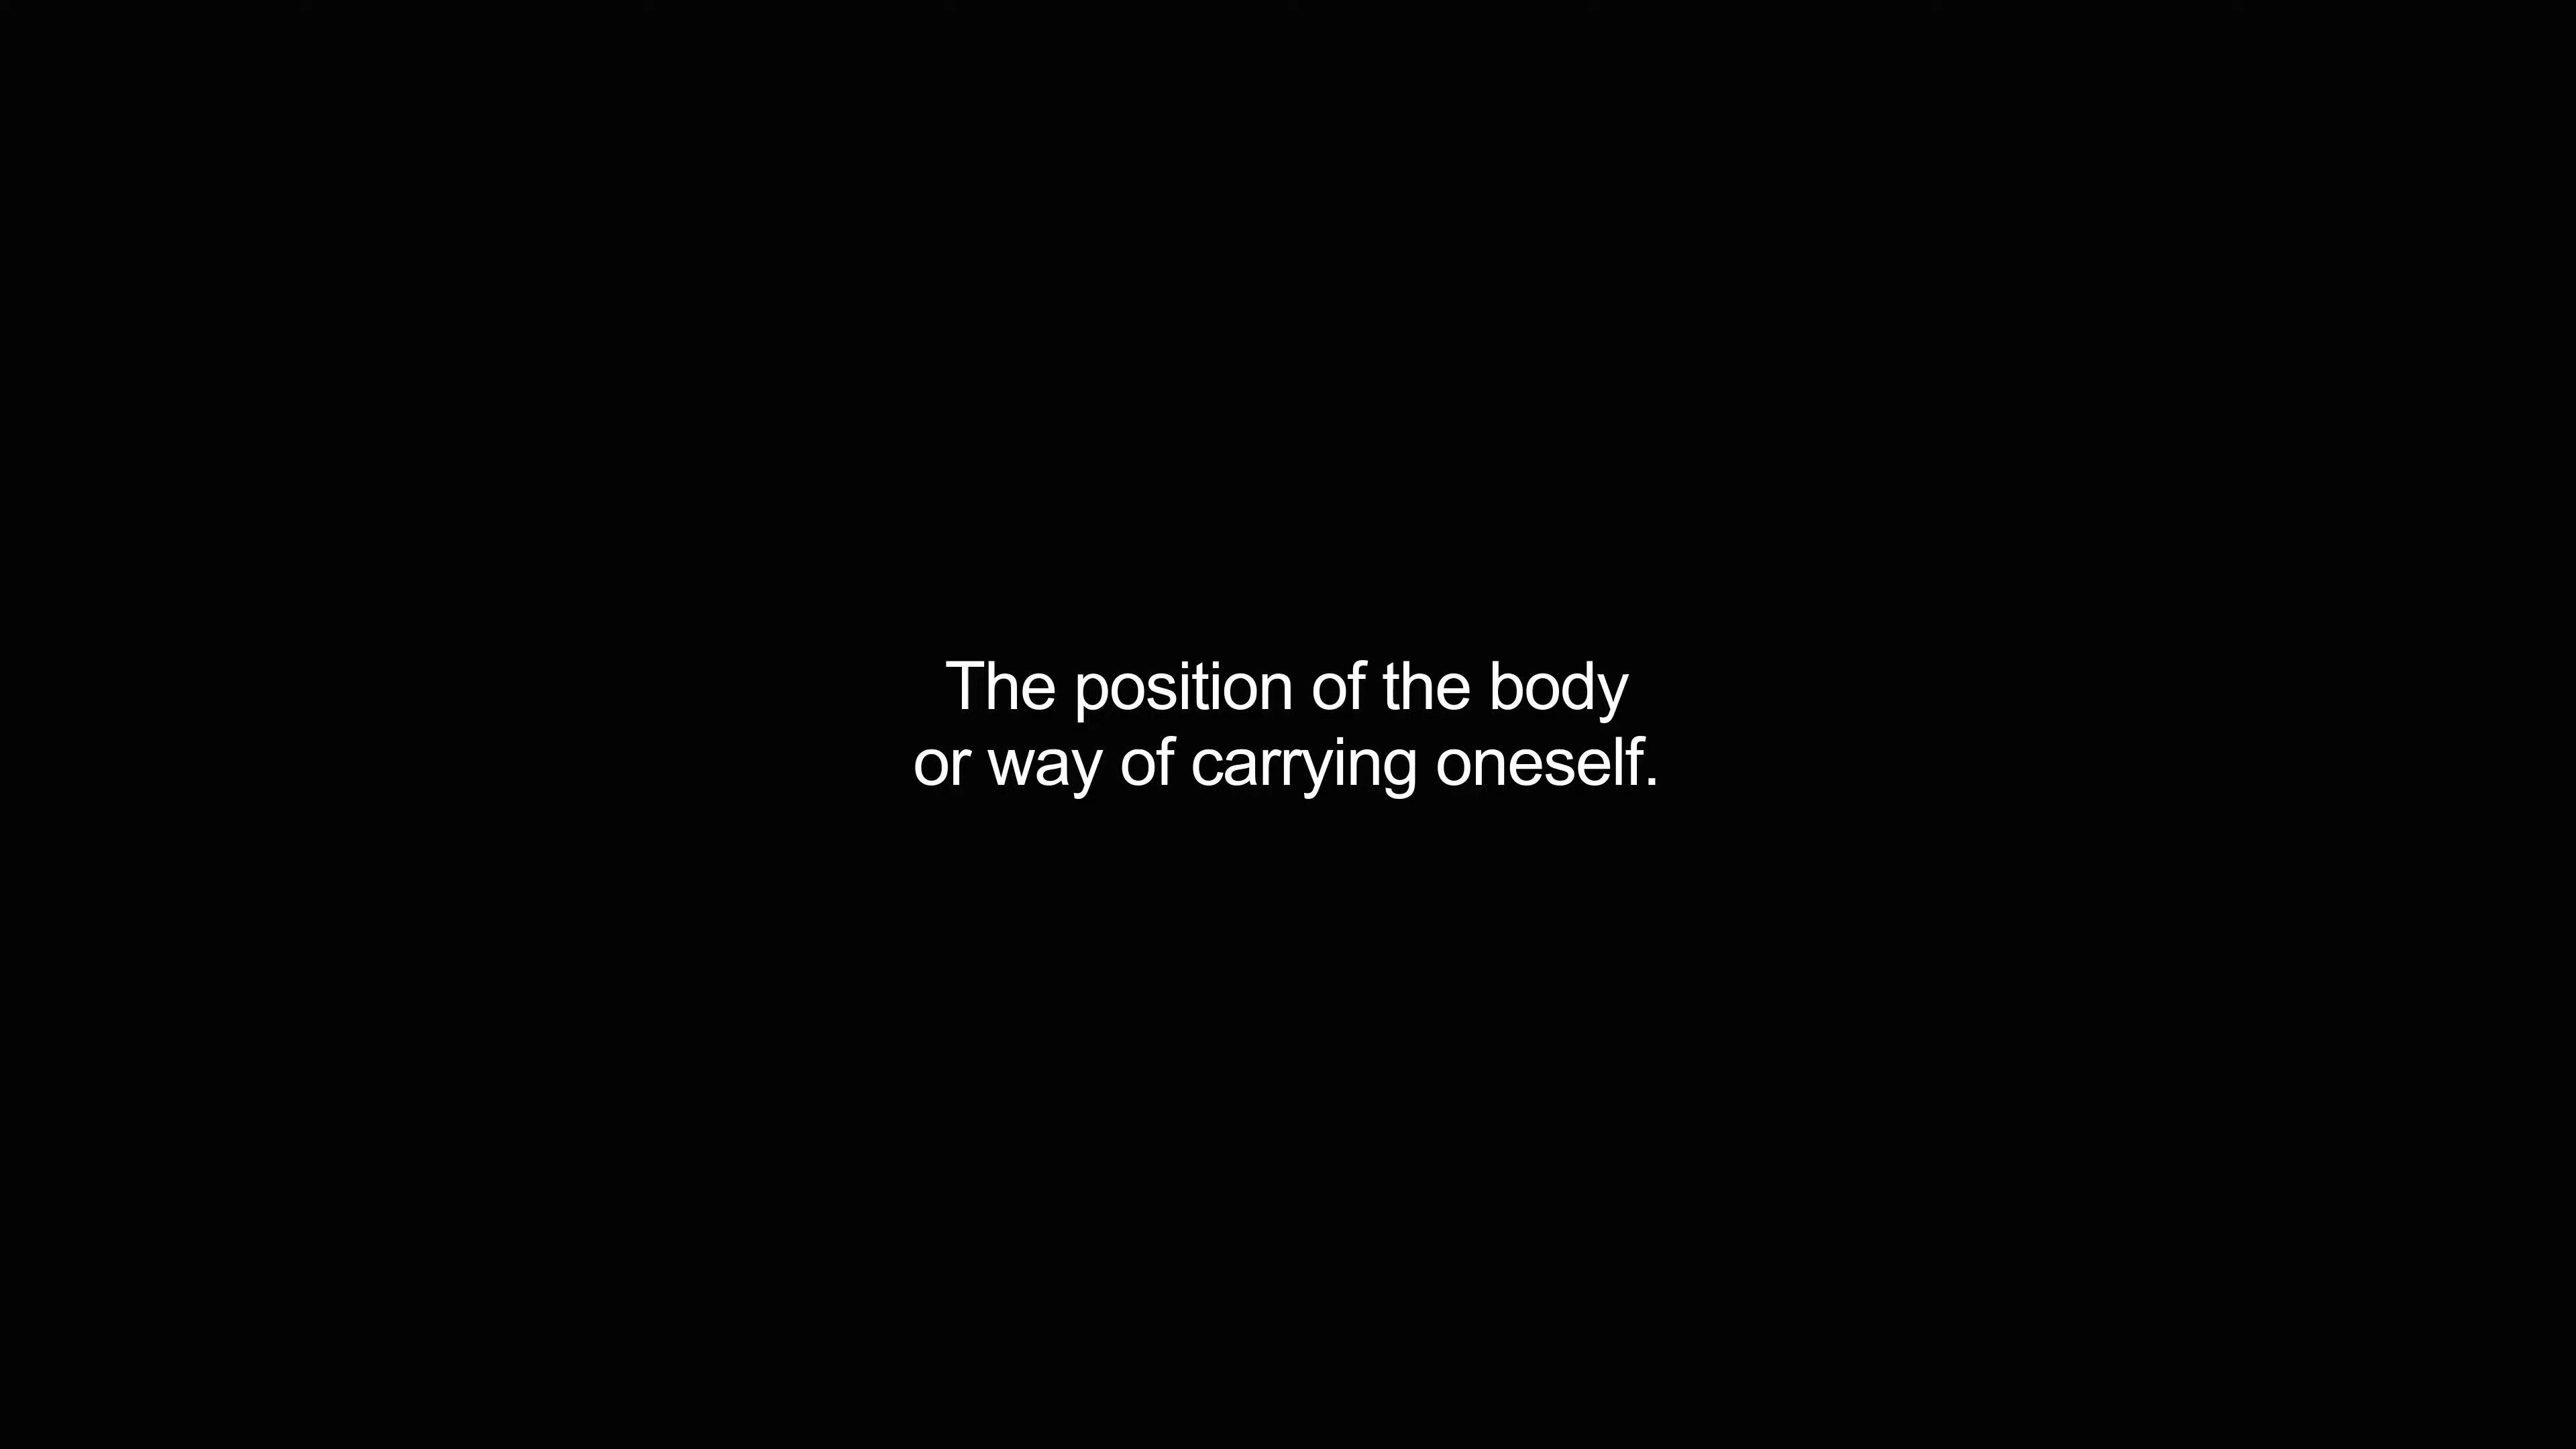 The position of the body
or way of carrying oneself.